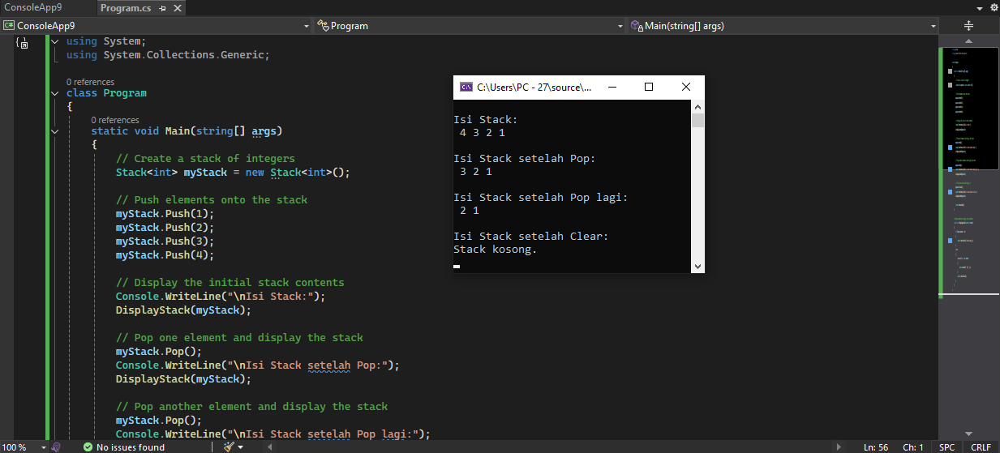 ConsoleApp9
Program.cs
ConsoleApp9
Program
Main(string[] args)
using System;
using System.Collections.Generic;
0 references
class Program
{
0 references
static void Main(string[] args)
{
// Create a stack of integers
Stack<int> myStack = new Stack<int>();
// Push elements onto the stack
myStack.Push(1);
myStack.Push(2);
myStack.Push(3);
myStack.Push(4);
// Display the initial stack contents
Console.WriteLine("\nIsi Stack:");
DisplayStack(myStack);
// Pop one element and display the stack
myStack.Pop();
Console.WriteLine("\nIsi Stack setelah Pop:");
DisplayStack(myStack);
// Pop another element and display the stack
myStack.Pop();
Console.WriteLine("\nIsi Stack setelah Pop lagi:");
C:\Users\PC - 27\source\...
Isi Stack:
4 3 2 1
Isi Stack setelah Pop:
3 2 1
Isi Stack setelah Pop lagi:
2 1
Isi Stack setelah Clear:
Stack kosong.
100 %
No issues found
Ln: 56
Ch: 1
SPC
CRLF